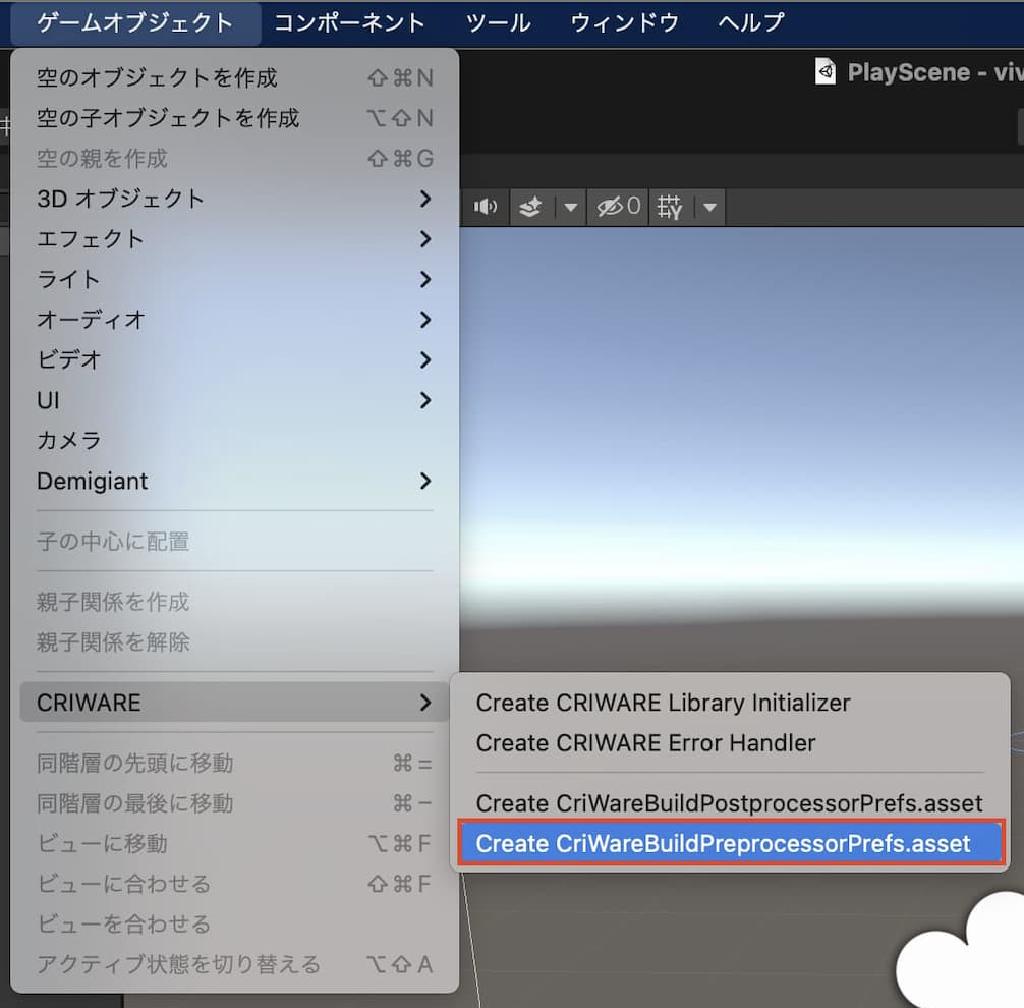 ゲームオブジェクト コンポーネント ツール ウィンドウ ヘルプ
PlayScene - viv
空のオブジェクトを作成 ⇧⌘N
空の子オブジェクトを作成 ⌥⇧N
空の親を作成 ⇧⌘G
3D オブジェクト
エフェクト
ライト
オーディオ
ビデオ
UI
カメラ
Demigiant
子の中心に配置
親子関係を作成
親子関係を解除
CRIWARE
同階層の先頭に移動 ⌘=
同階層の最後に移動 ⌘−
ビューに移動 ⌥⌘F
ビューに合わせる ⇧⌘F
ビューを合わせる
アクティブ状態を切り替える ⌥⇧A
0
Create CRIWARE Library Initializer
Create CRIWARE Error Handler
Create CriWareBuildPostprocessorPrefs.asset
Create CriWareBuildPreprocessorPrefs.asset